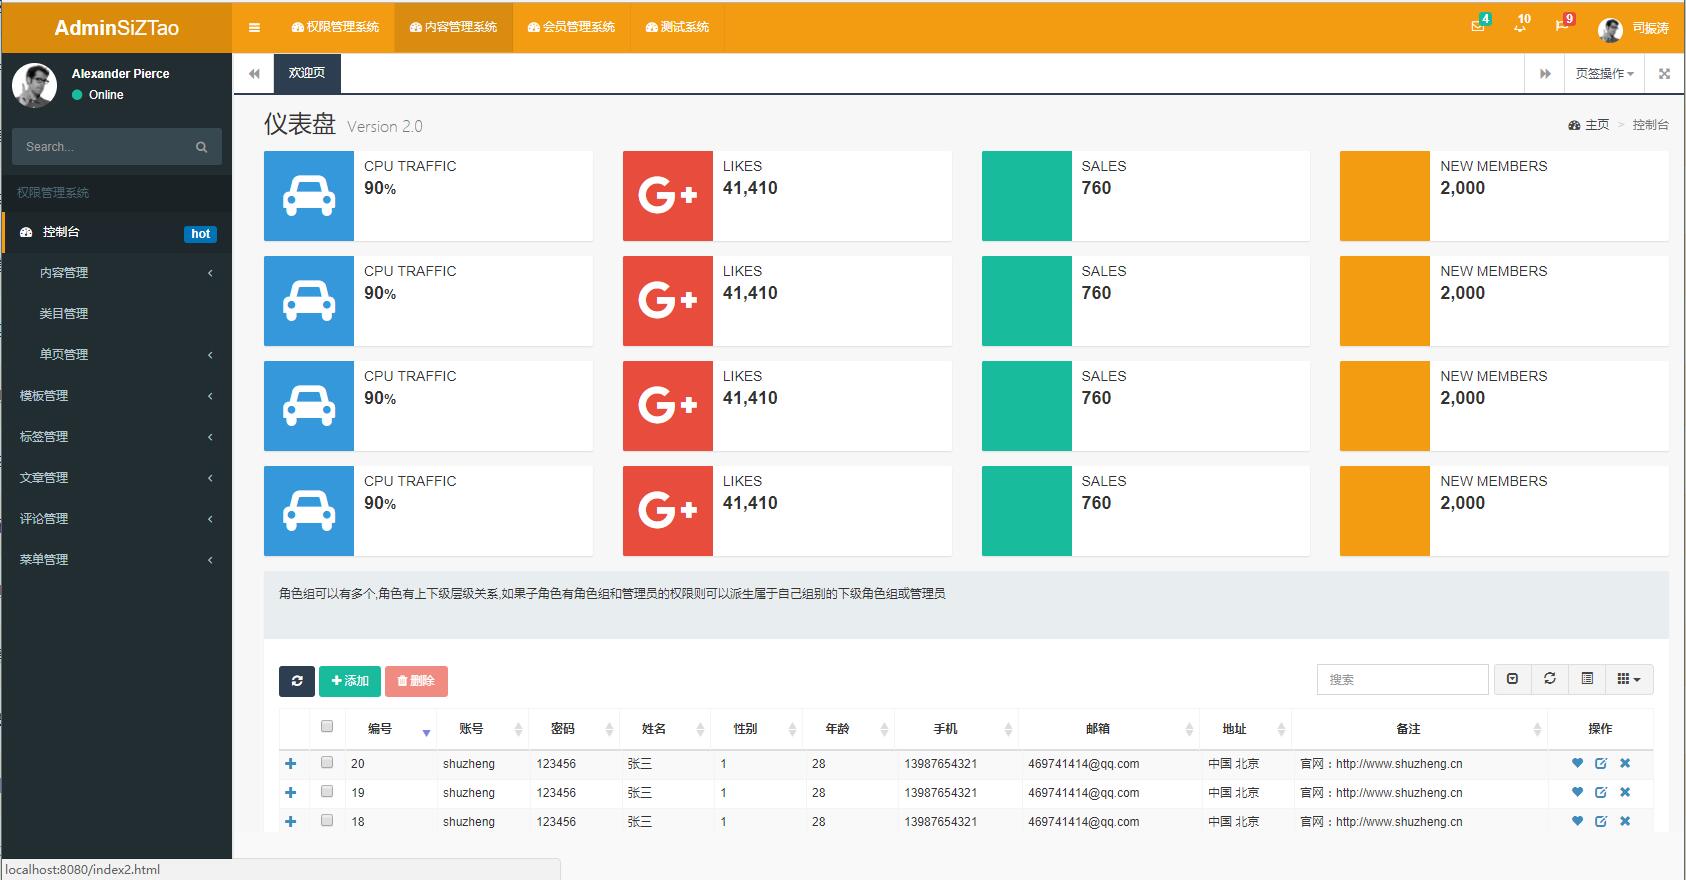 AdminSiZTao
权限管理系统 内容管理系统 会员管理系统 测试系统 4 10 9 司振涛
Alexander Pierce
Online
欢迎页 页签操作
仪表盘 Version 2.0 主页 > 控制台
Search...
权限管理系统
控制台 hot
内容管理
类目管理
单页管理
模板管理
标签管理
文章管理
评论管理
菜单管理
CPU TRAFFIC LIKES SALES NEW MEMBERS
90% 41,410 760 2,000
CPU TRAFFIC LIKES SALES NEW MEMBERS
90% 41,410 760 2,000
CPU TRAFFIC LIKES SALES NEW MEMBERS
90% 41,410 760 2,000
CPU TRAFFIC LIKES SALES NEW MEMBERS
90% 41,410 760 2,000
角色组可以有多个,角色有上下级层级关系,如果子角色有角色组和管理员的权限则可以派生属于自己组别的下级角色组或管理员
添加 删除 搜索
编号 账号 密码 姓名 性别 年龄 手机 邮箱 地址 备注 操作
20 shuzheng 123456 张三 1 28 13987654321 469741414@qq.com 中国 北京 官网：http://www.shuzheng.cn
19 shuzheng 123456 张三 1 28 13987654321 469741414@qq.com 中国 北京 官网：http://www.shuzheng.cn
18 shuzheng 123456 张三 1 28 13987654321 469741414@qq.com 中国 北京 官网：http://www.shuzheng.cn
localhost:8080/index2.html